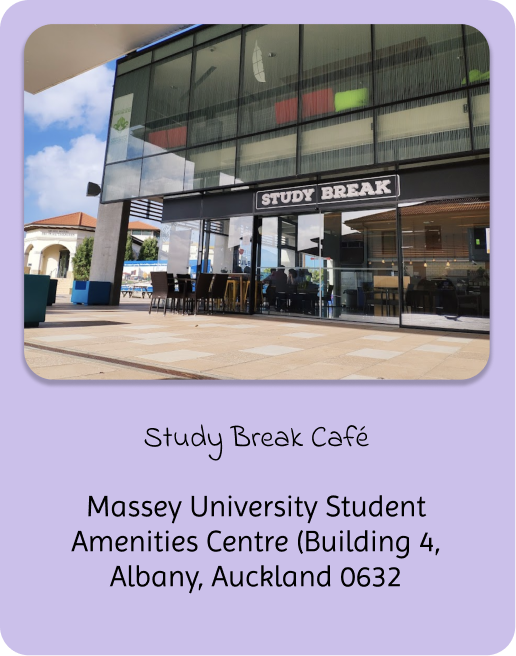 STUDY BREAK
Study Break Café
Massey University Student
Amenities Centre (Building 4,
Albany, Auckland 0632